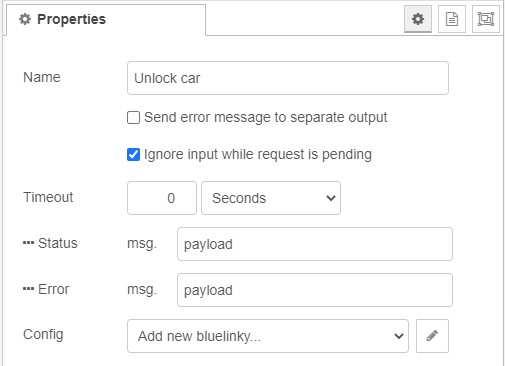 Properties
Name Unlock car
Send error message to separate output
Ignore input while request is pending
Timeout 0 Seconds
Status msg. payload
Error msg. payload
Config Add new bluelinky...